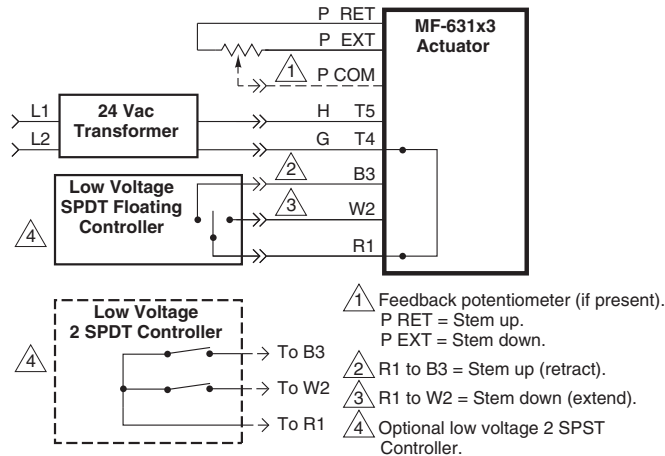 P RET
P EXT
1
P COM
MF-631x3
Actuator
L1
L2
24 Vac
Transformer
H T5
G T4
2
B3
3
W2
R1
Low Voltage
SPDT Floating
Controller
4
Low Voltage
2 SPDT Controller
4
To B3
To W2
To R1
1 Feedback potentiometer (if present).
P RET = Stem up.
P EXT = Stem down.
2 R1 to B3 = Stem up (retract).
3 R1 to W2 = Stem down (extend).
4 Optional low voltage 2 SPST
Controller.